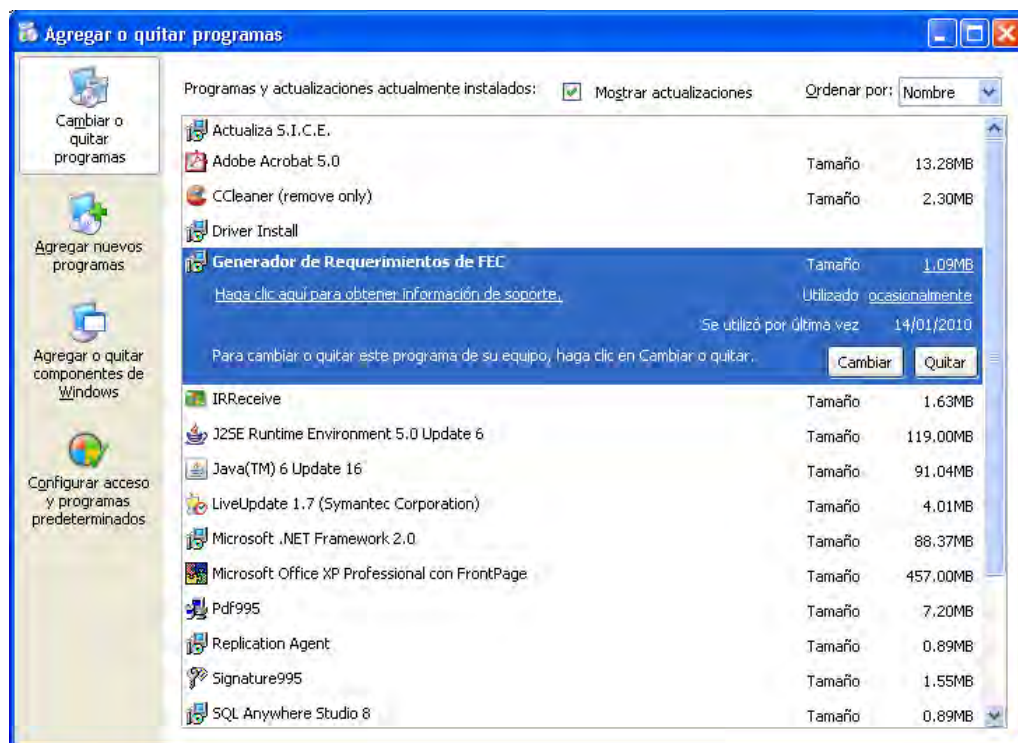 Agregar o quitar programas
Cambiar o
quitar
programas
Agregar nuevos
programas
Agregar o quitar
componentes de
Windows
Configurar acceso
y programas
predeterminados
Programas y actualizaciones actualmente instalados: Mostrar actualizaciones Ordenar por: Nombre
Actualiza S.I.C.E.
Adobe Acrobat 5.0 Tamaño 13.28MB
CCleaner (remove only) Tamaño 2.30MB
Driver Install
Generador de Requerimientos de FEC Tamaño 1.09MB
Haga clic aquí para obtener información de soporte. Utilizado ocasionalmente
Se utilizó por última vez 14/01/2010
Para cambiar o quitar este programa de su equipo, haga clic en Cambiar o quitar. Cambiar Quitar
IRReceive Tamaño 1.63MB
J2SE Runtime Environment 5.0 Update 6 Tamaño 119.00MB
Java(TM) 6 Update 16 Tamaño 91.04MB
LiveUpdate 1.7 (Symantec Corporation) Tamaño 4.01MB
Microsoft .NET Framework 2.0 Tamaño 88.37MB
Microsoft Office XP Professional con FrontPage Tamaño 457.00MB
Pdf995 Tamaño 7.20MB
Replication Agent Tamaño 0.89MB
Signature995 Tamaño 1.55MB
SQL Anywhere Studio 8 Tamaño 0.89MB